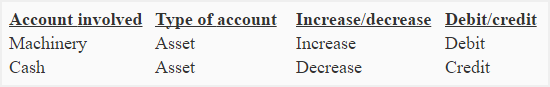 Account involved Type of account Increase/decrease Debit/credit
Machinery Asset Increase Debit
Cash Asset Decrease Credit